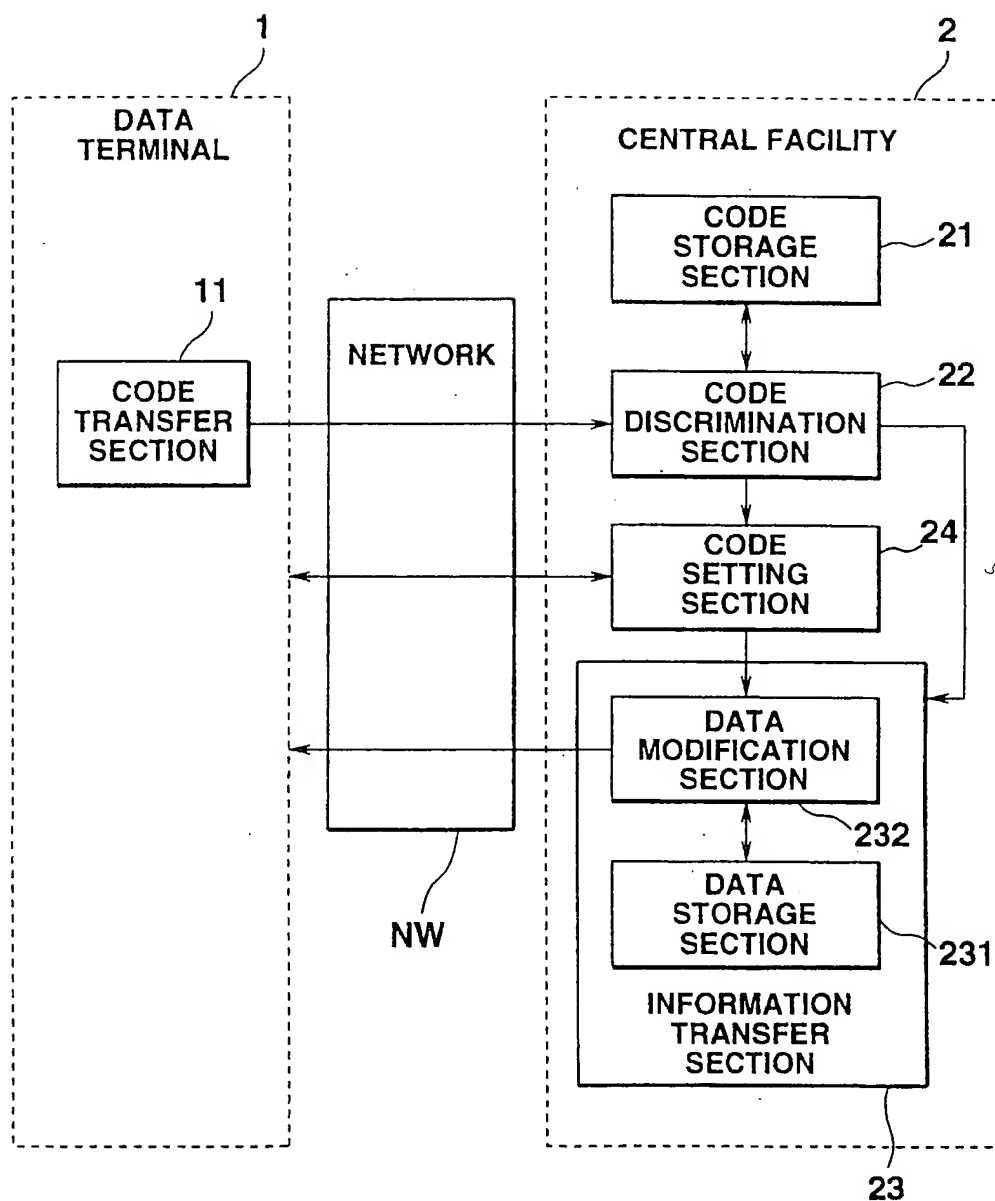 1
2
DATA
TERMINAL
CENTRAL FACILITY
CODE
STORAGE
SECTION
21
11
NETWORK
CODE
TRANSFER
SECTION
22
CODE
DISCRIMINATION
SECTION
24
CODE
SETTING
SECTION
DATA
MODIFICATION
SECTION
232
NW
DATA
STORAGE
SECTION
231
INFORMATION
TRANSFER
SECTION
23